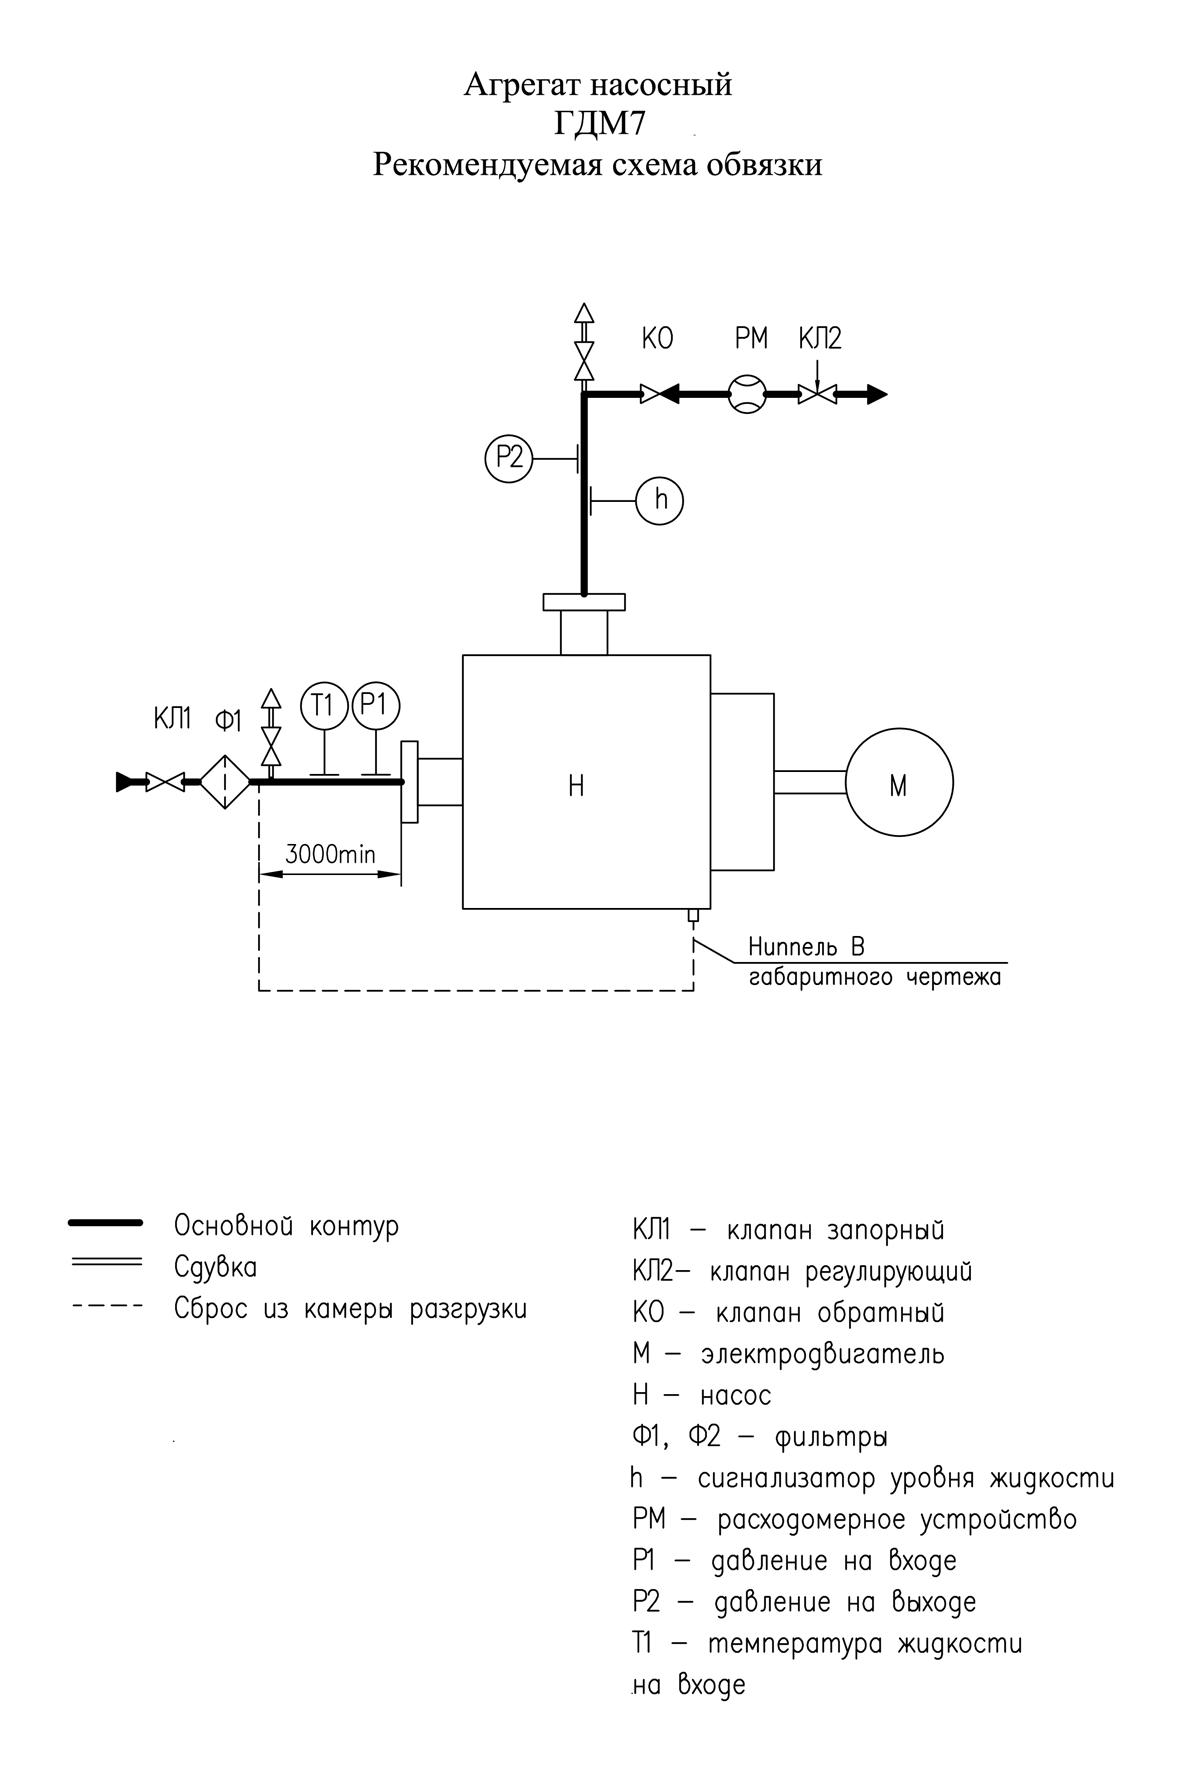 Агрегат насосный
ГДМ7
Рекомендуемая схема обвязки
КО РМ КЛ2
Р2
h
КЛ1 Ф1 Т1 Р1
Н
М
3000min
Ниппель В
габаритного чертежа
Основной контур
Сдувка
Сброс из камеры разгрузки
КЛ1 – клапан запорный
КЛ2– клапан регулирующий
КО – клапан обратный
М – электродвигатель
Н – насос
Ф1, Ф2 – фильтры
h – сигнализатор уровня жидкости
РМ – расходомерное устройство
Р1 – давление на входе
Р2 – давление на выходе
Т1 – температура жидкости
на входе